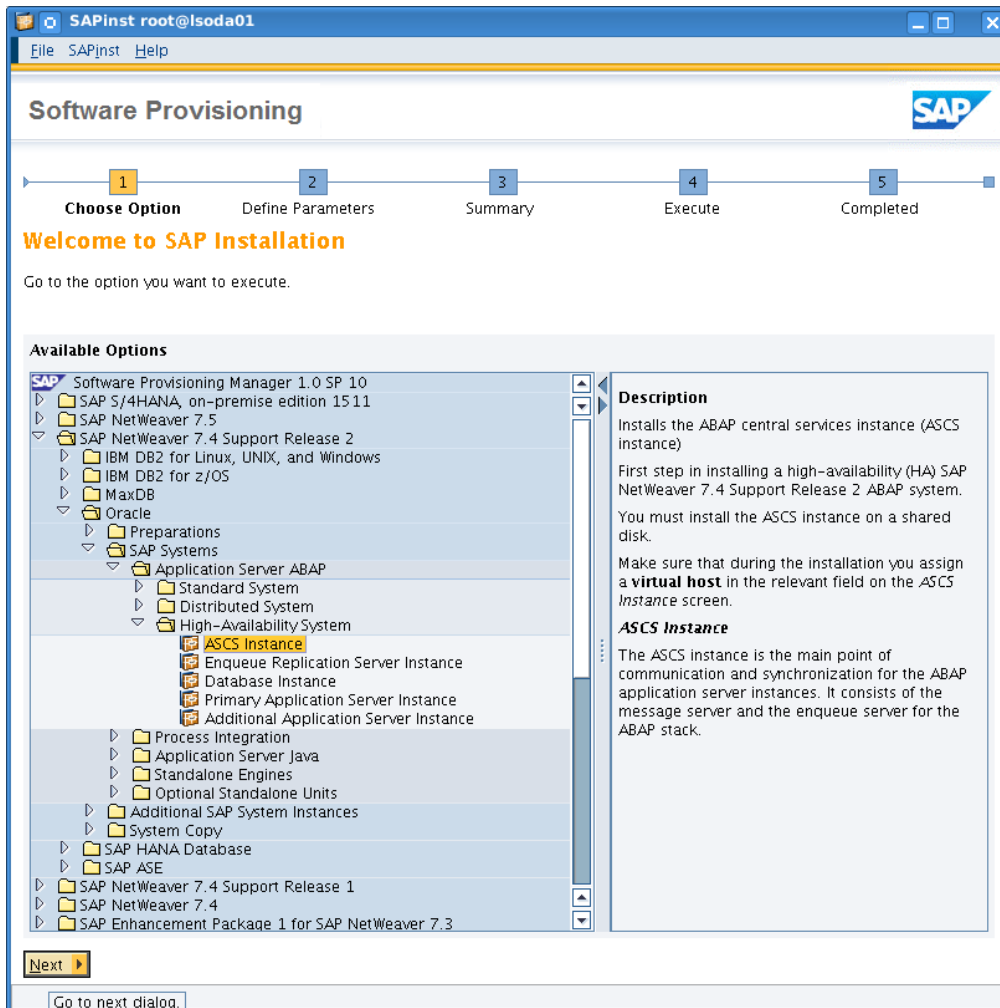 SAPinst root@lsoda01
File SAPinst Help
Software Provisioning
SAP
1 2 3 4 5
Choose Option Define Parameters Summary Execute Completed
Welcome to SAP Installation
Go to the option you want to execute.
Available Options
SAP Software Provisioning Manager 1.0 SP 10
SAP S/4HANA, on-premise edition 1511
SAP NetWeaver 7.5
SAP NetWeaver 7.4 Support Release 2
IBM DB2 for Linux, UNIX, and Windows
IBM DB2 for z/OS
MaxDB
Oracle
Preparations
SAP Systems
Application Server ABAP
Standard System
Distributed System
High-Availability System
ASCS Instance
Enqueue Replication Server Instance
Database Instance
Primary Application Server Instance
Additional Application Server Instance
Process Integration
Application Server Java
Standalone Engines
Optional Standalone Units
Additional SAP System Instances
System Copy
SAP HANA Database
SAP ASE
SAP NetWeaver 7.4 Support Release 1
SAP NetWeaver 7.4
SAP Enhancement Package 1 for SAP NetWeaver 7.3
Description
Installs the ABAP central services instance (ASCS
instance)
First step in installing a high-availability (HA) SAP
NetWeaver 7.4 Support Release 2 ABAP system.
You must install the ASCS instance on a shared
disk.
Make sure that during the installation you assign
a virtual host in the relevant field on the ASCS
Instance screen.
ASCS Instance
The ASCS instance is the main point of
communication and synchronization for the ABAP
application server instances. It consists of the
message server and the enqueue server for the
ABAP stack.
Next
Go to next dialog.